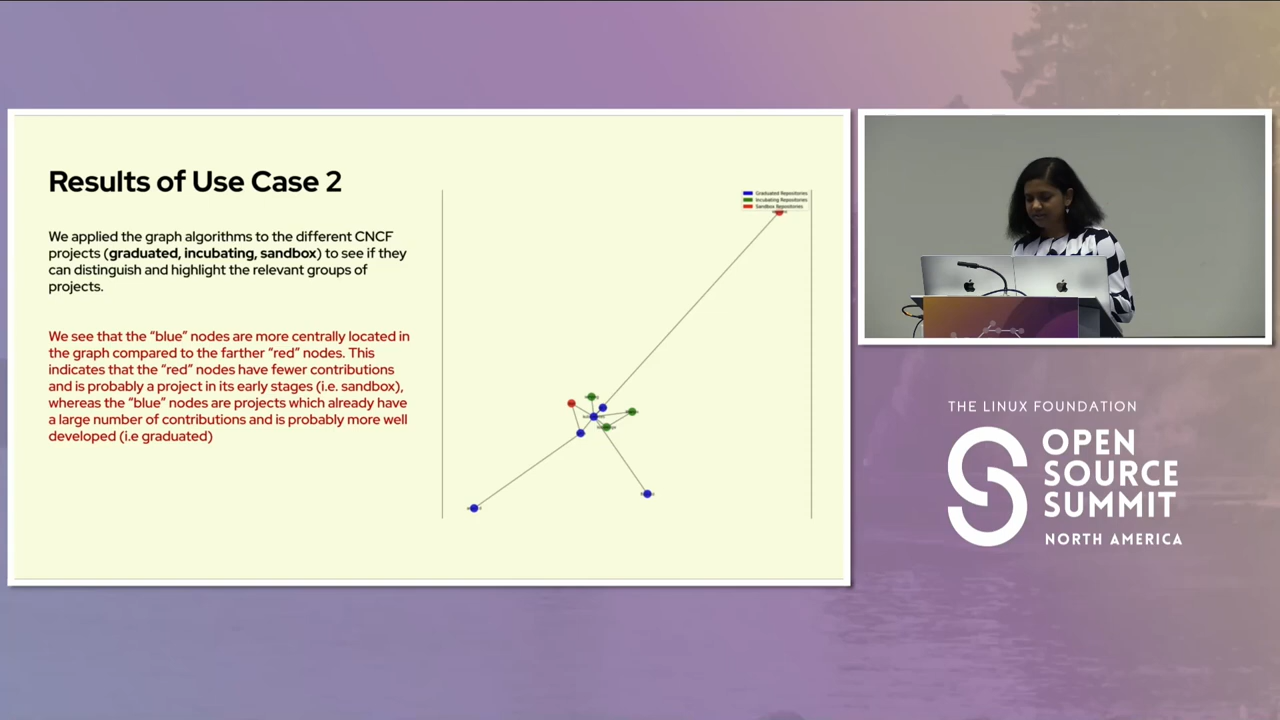 Results of Use Case 2
We applied the graph algorithms to the different CNCF
projects (graduated, incubating, sandbox) to see if they
can distinguish and highlight the relevant groups of
projects.
We see that the “blue” nodes are more centrally located in
the graph compared to the farther “red” nodes. This
indicates that the “red” nodes have fewer contributions
and is probably a project in its early stages (i.e. sandbox),
whereas the “blue” nodes are projects which already have
a large number of contributions and is probably more well
developed (i.e graduated)
Graduated Repositories
Incubating Repositories
Sandbox Repositories
THE LINUX FOUNDATION
OPEN
SOURCE
SUMMIT
NORTH AMERICA